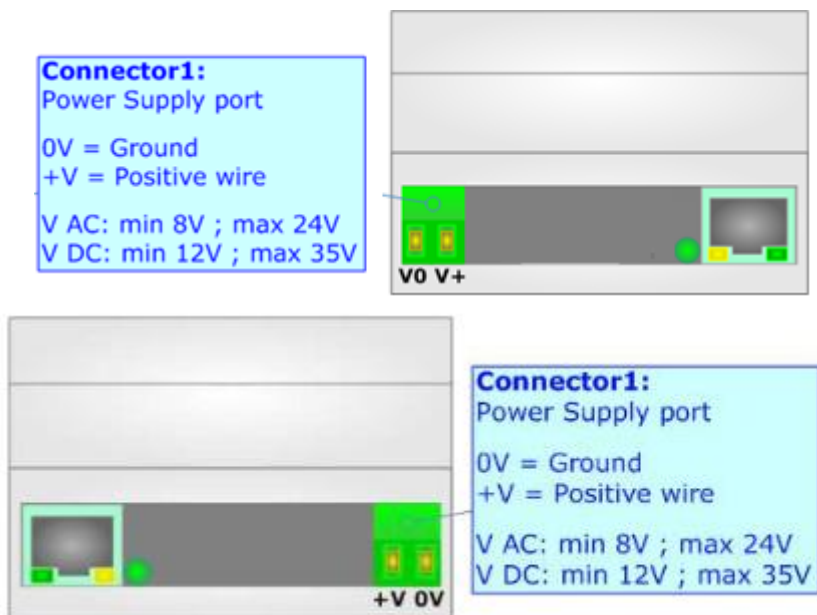 Connector1:
Power Supply port
0V = Ground
+V = Positive wire
V AC: min 8V ; max 24V
V DC: min 12V ; max 35V
V0 V+
Connector1:
Power Supply port
0V = Ground
+V = Positive wire
V AC: min 8V ; max 24V
V DC: min 12V ; max 35V
+V 0V